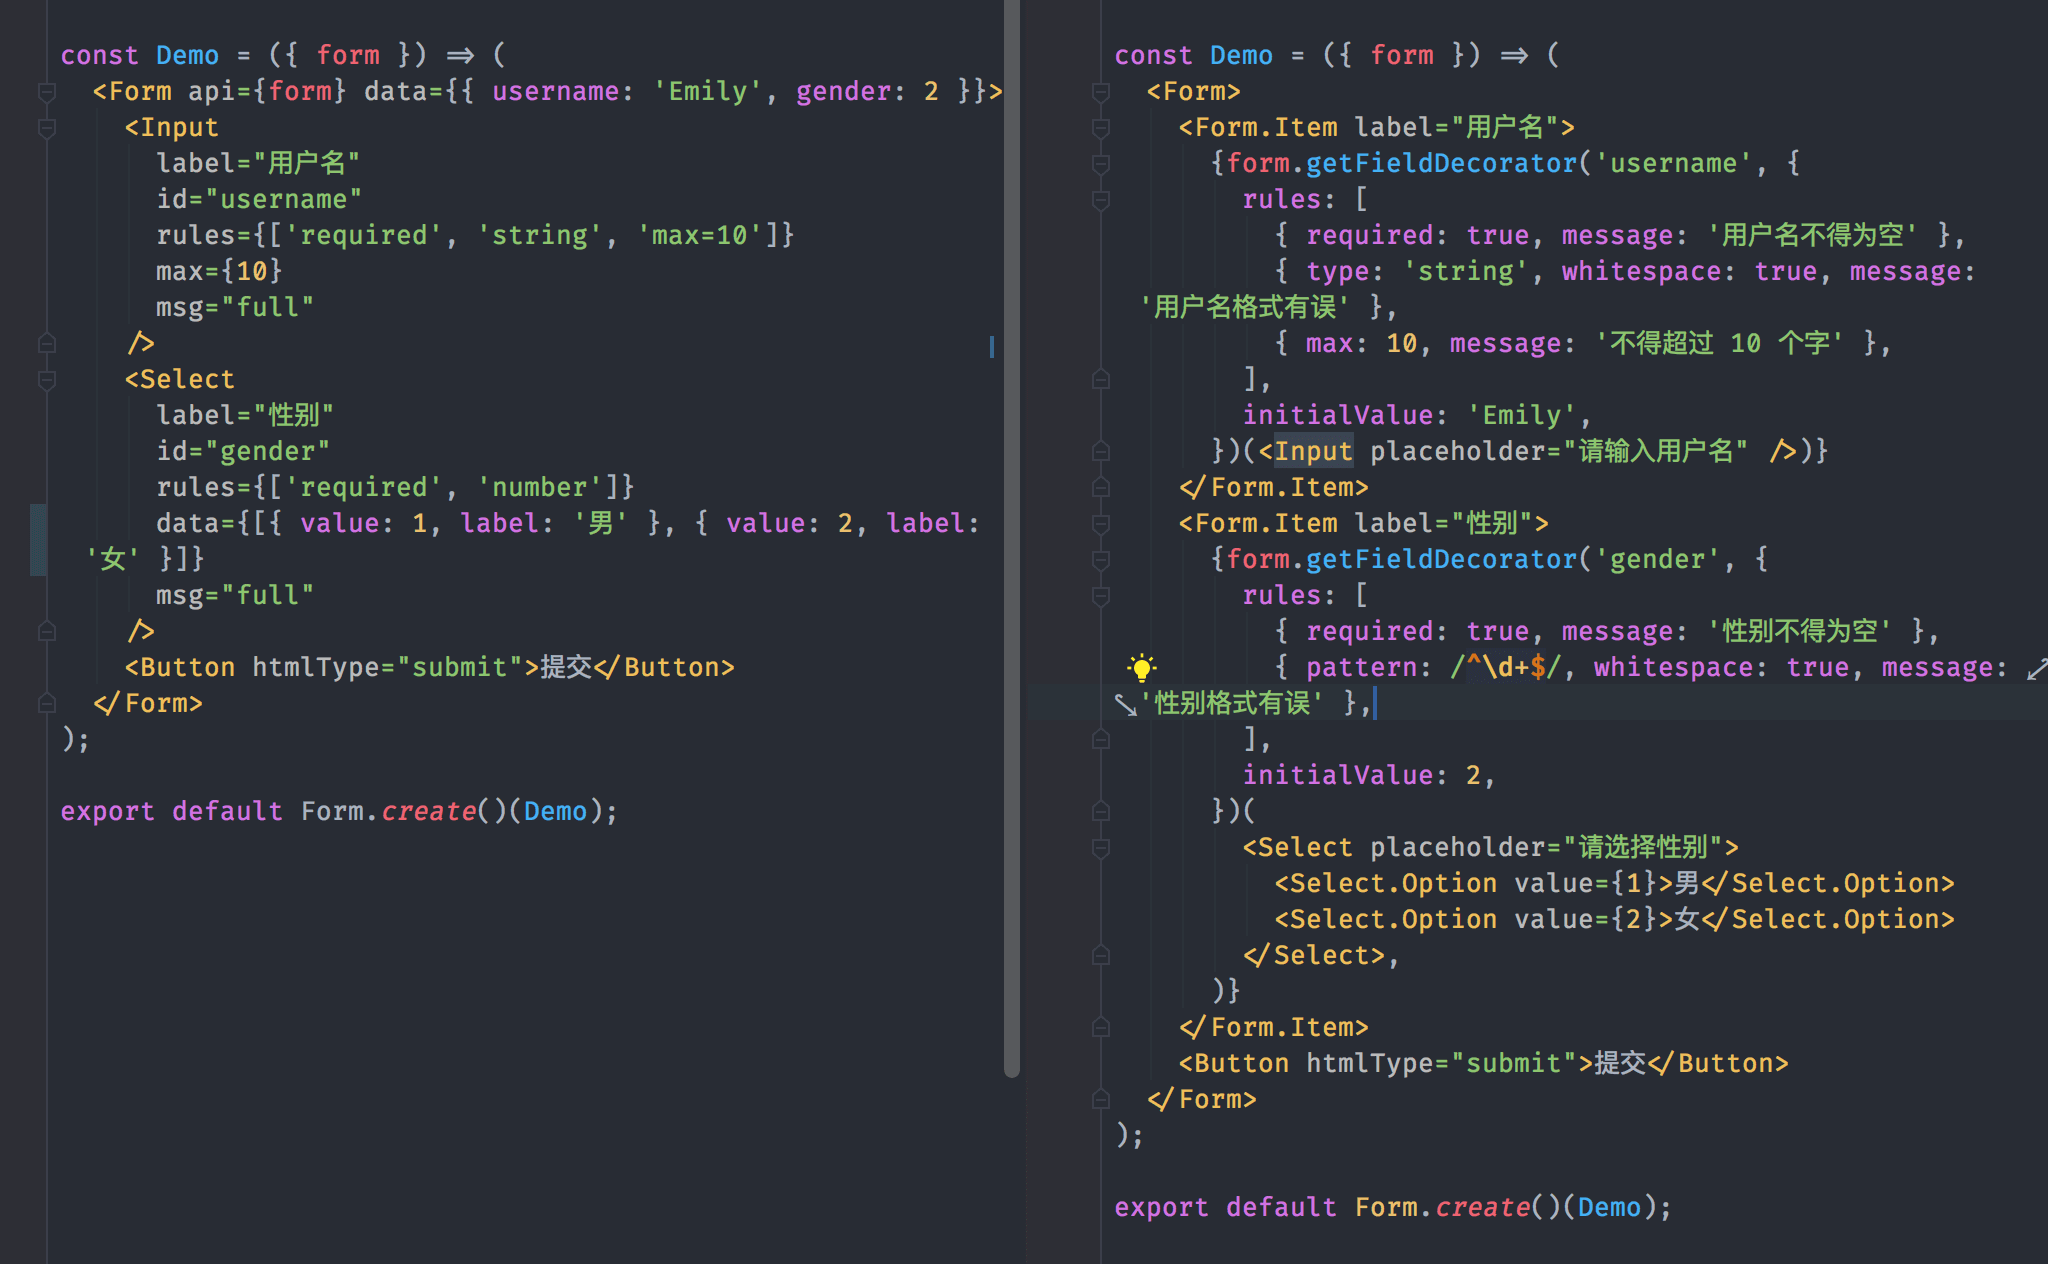 const Demo = ({ form }) => (
  <Form api={form} data={{ username: 'Emily', gender: 2 }}>
    <Input
      label="用户名"
      id="username"
      rules={['required', 'string', 'max=10']}
      max={10}
      msg="full"
    />
    <Select
      label="性别"
      id="gender"
      rules={['required', 'number']}
      data={[{ value: 1, label: '男' }, { value: 2, label:
'女' }]}
      msg="full"
    />
    <Button htmlType="submit">提交</Button>
  </Form>
);
export default Form.create()(Demo);
const Demo = ({ form }) => (
  <Form>
    <Form.Item label="用户名">
      {form.getFieldDecorator('username', {
        rules: [
          { required: true, message: '用户名不得为空' },
          { type: 'string', whitespace: true, message:
'用户名格式有误' },
          { max: 10, message: '不得超过 10 个字' },
        ],
        initialValue: 'Emily',
      })(<Input placeholder="请输入用户名" />)}
    </Form.Item>
    <Form.Item label="性别">
      {form.getFieldDecorator('gender', {
        rules: [
          { required: true, message: '性别不得为空' },
          { pattern: /^\d+$/, whitespace: true, message:
'性别格式有误' },
        ],
        initialValue: 2,
      })(
        <Select placeholder="请选择性别">
          <Select.Option value={1}>男</Select.Option>
          <Select.Option value={2}>女</Select.Option>
        </Select>,
      )}
    </Form.Item>
    <Button htmlType="submit">提交</Button>
  </Form>
);
export default Form.create()(Demo);